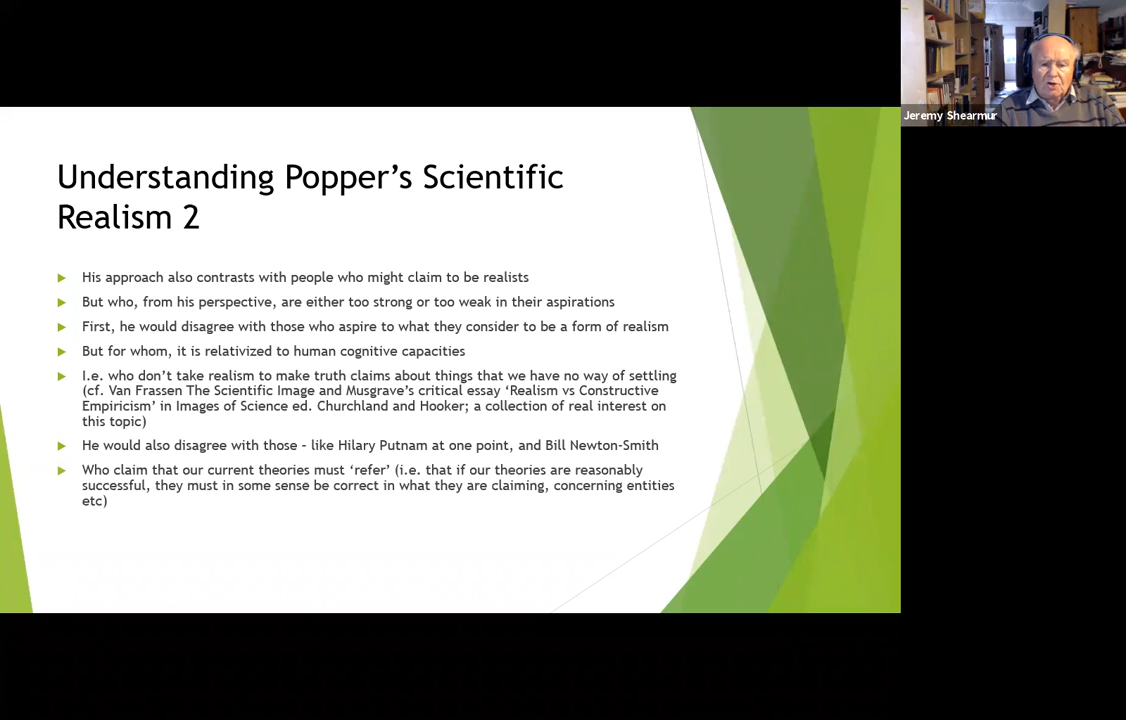 Jeremy Shearmur
Understanding Popper's Scientific
Realism 2
His approach also contrasts with people who might claim to be realists
But who, from his perspective, are either too strong or too weak in their aspirations
First, he would disagree with those who aspire to what they consider to be a form of realism
But for whom, it is relativized to human cognitive capacities
I.e. who don't take realism to make truth claims about things that we have no way of settling
(cf. Van Frassen The Scientific Image and Musgrave's critical essay 'Realism vs Constructive
Empiricism' in Images of Science ed. Churchland and Hooker; a collection of real interest on
this topic)
He would also disagree with those – like Hilary Putnam at one point, and Bill Newton-Smith
Who claim that our current theories must 'refer' (i.e. that if our theories are reasonably
successful, they must in some sense be correct in what they are claiming, concerning entities
etc)